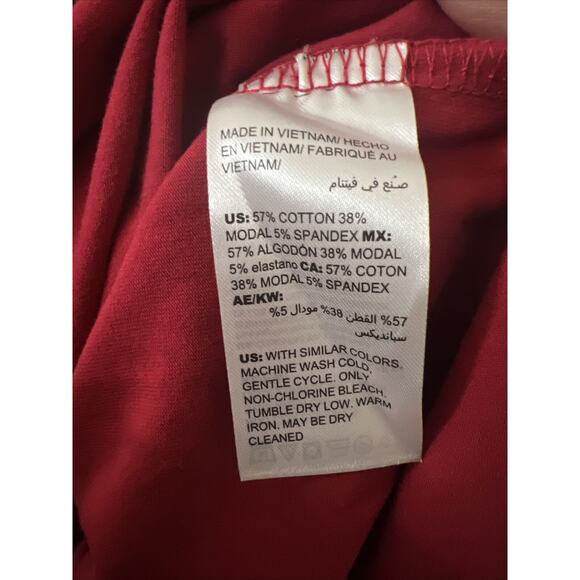 MADE IN VIETNAM/ HECHO
EN VIETNAM/ FABRIQUÉ AU
VIETNAM/
صنع في فيتنام
US: 57% COTTON 38%
MODAL 5% SPANDEX MX:
57% ALGODÓN 38% MODAL
5% elastano CA: 57% COTON
38% MODAL 5% SPANDEX
AE/KW:
57% القطن 38% مودال 5%
سبانديكس
US: WITH SIMILAR COLORS.
MACHINE WASH COLD,
GENTLE CYCLE. ONLY
NON-CHLORINE BLEACH.
TUMBLE DRY LOW. WARM
IRON. MAY BE DRY
CLEANED